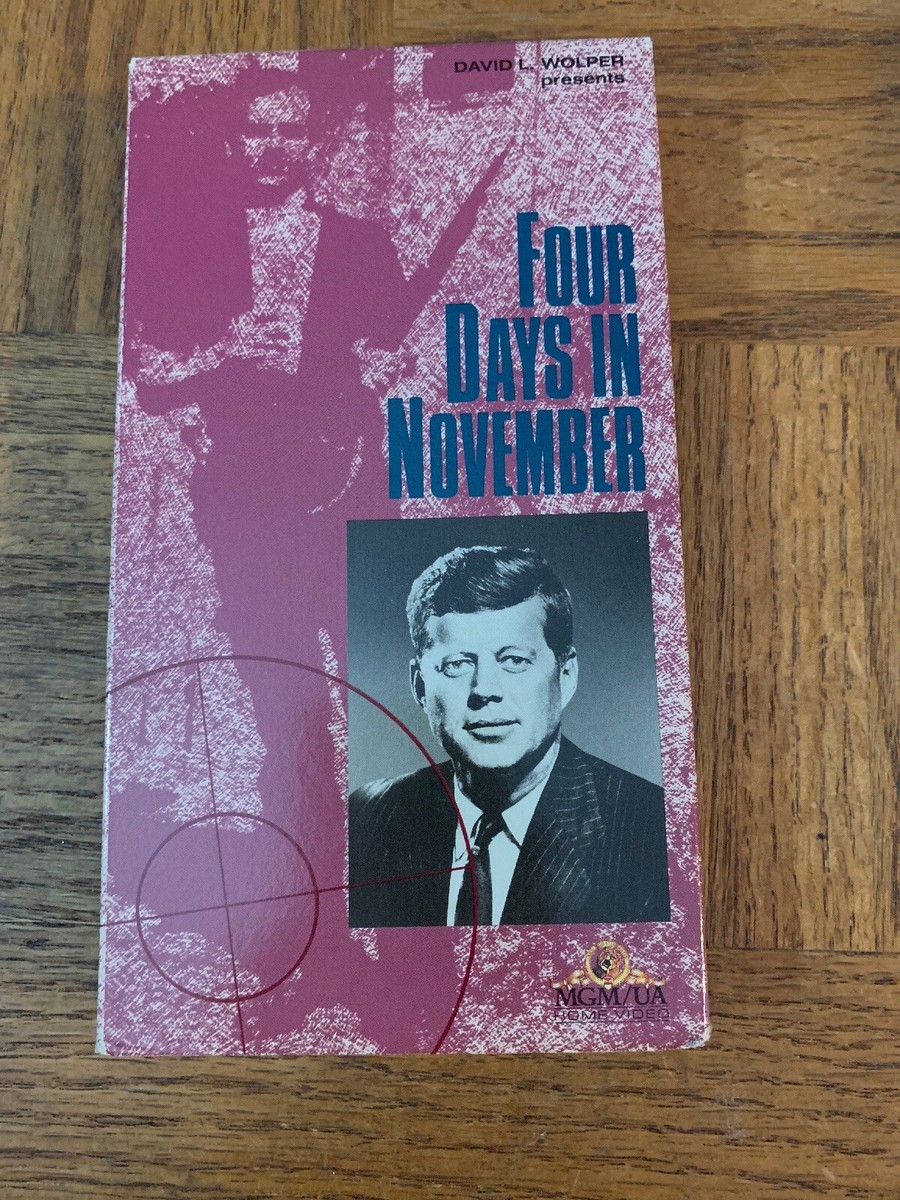 DAVID L. WOLPER
presents
FOUR
DAYS IN
NOVEMBER
MGM/UA
HOME VIDEO